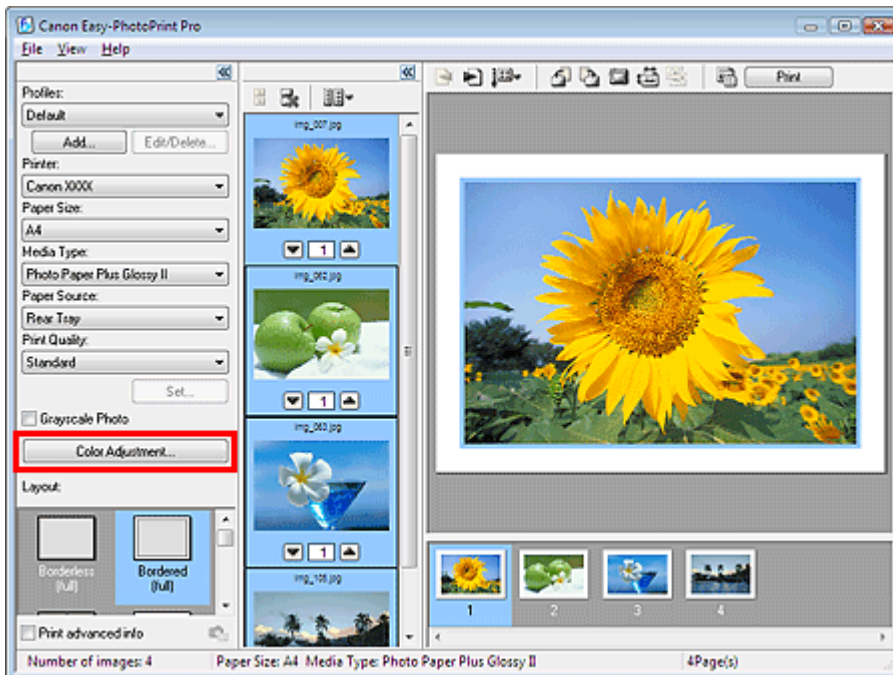 Canon Easy-PhotoPrint Pro
File View Help
Profiles:
Default
Add... Edit/Delete...
Printer:
Canon XXXX
Paper Size:
A4
Media Type:
Photo Paper Plus Glossy II
Paper Source:
Rear Tray
Print Quality:
Standard
Set...
Grayscale Photo
Color Adjustment...
Layout:
Borderless
(full)
Bordered
(full)
Print advanced info
img_007.jpg
1
img_062.jpg
1
img_063.jpg
1
img_105.jpg
Print
1 2 3 4
Number of images: 4 Paper Size: A4 Media Type: Photo Paper Plus Glossy II 4Page(s)